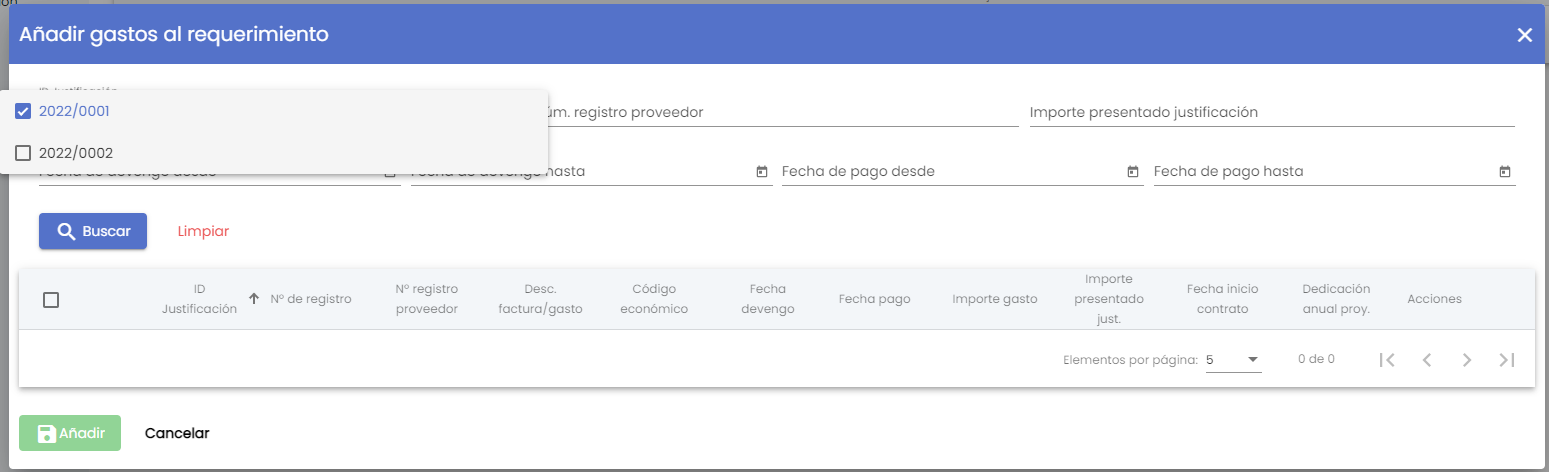 Añadir gastos al requerimiento
ID Justificación
2022/0001
2022/0002
úm. registro proveedor
Importe presentado justificación
Fecha de devengo desde
Fecha de devengo hasta
Fecha de pago desde
Fecha de pago hasta
Buscar
Limpiar
ID
Justificación
Nº de registro
Nº registro
proveedor
Desc.
factura/gasto
Código
económico
Fecha
devengo
Fecha pago
Importe gasto
Importe
presentado
just.
Fecha inicio
contrato
Dedicación
anual proy.
Acciones
Elementos por página: 5
0 de 0
Añadir
Cancelar